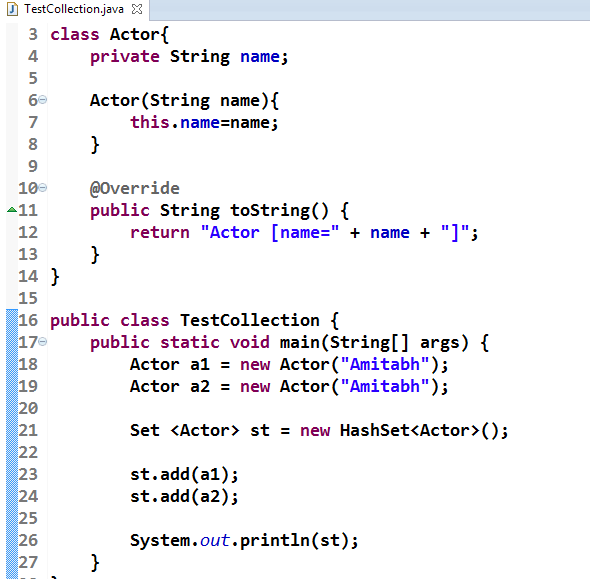 TestCollection.java
3 class Actor{
4     private String name;
5
6     Actor(String name){
7         this.name=name;
8     }
9
10     @Override
11     public String toString() {
12         return "Actor [name=" + name + "]";
13     }
14 }
15
16 public class TestCollection {
17     public static void main(String[] args) {
18         Actor a1 = new Actor("Amitabh");
19         Actor a2 = new Actor("Amitabh");
20
21         Set <Actor> st = new HashSet<Actor>();
22
23         st.add(a1);
24         st.add(a2);
25
26         System.out.println(st);
27     }